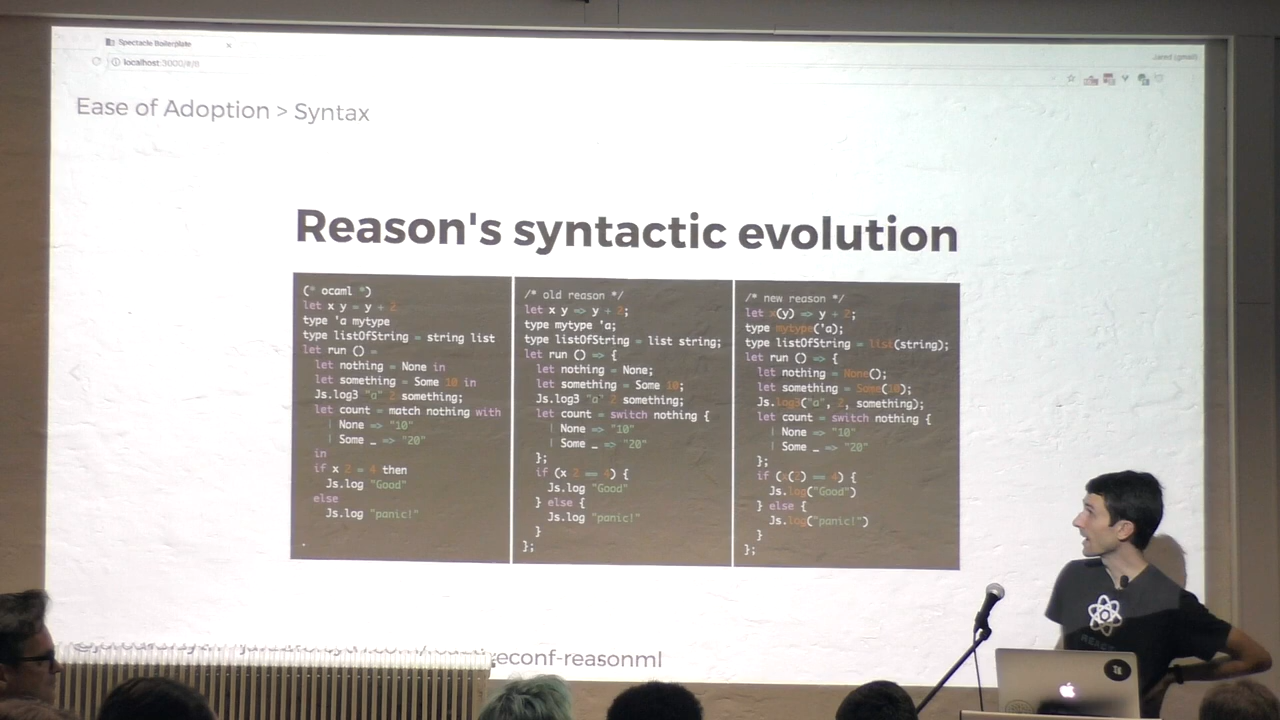 Spectacle Boilerplate
localhost:3000/#/8
Jared (gmail)
Ease of Adoption > Syntax
Reason's syntactic evolution
(* ocaml *)
let x y = y + 2
type 'a mytype
type listOfString = string list
let run () =
let nothing = None in
let something = Some 10 in
Js.log3 "a" 2 something;
let count = match nothing with
| None => "10"
| Some _ => "20"
in
if x 2 = 4 then
Js.log "Good"
else
Js.log "panic!"
/* old reason */
let x y => y + 2;
type mytype 'a;
type listOfString = list string;
let run () => {
let nothing = None;
let something = Some 10;
Js.log3 "a" 2 something;
let count = switch nothing {
| None => "10"
| Some _ => "20"
};
if (x 2 == 4) {
Js.log "Good"
} else {
Js.log "panic!"
}
};
/* new reason */
let x(y) => y + 2;
type mytype('a);
type listOfString = list(string);
let run () => {
let nothing = None();
let something = Some(10);
Js.log3("a", 2, something);
let count = switch nothing {
| None => "10"
| Some _ => "20"
};
if (x(2) == 4) {
Js.log("Good")
} else {
Js.log("panic!")
}
};
econf-reasonml
REACT